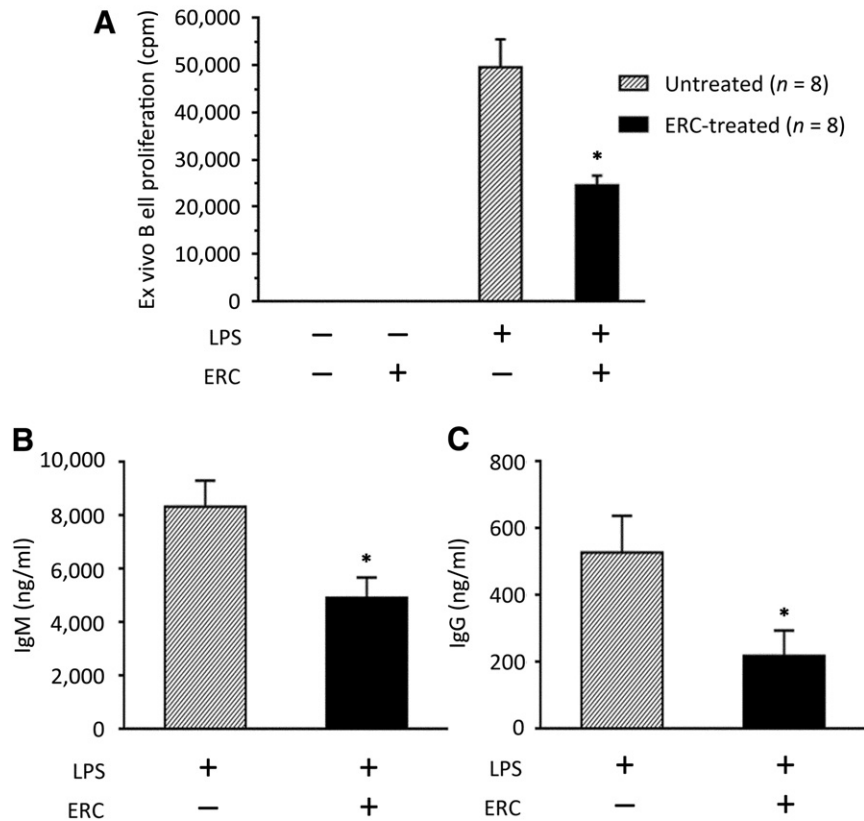 A
Ex vivo B ell proliferation (cpm)
60,000
50,000
40,000
30,000
20,000
10,000
0
Untreated (n = 8)
ERC-treated (n = 8)
*
LPS − − + +
ERC − + − +
B
IgM (ng/ml)
10,000
8,000
6,000
4,000
2,000
0
*
LPS + +
ERC − +
C
IgG (ng/ml)
800
600
400
200
0
*
LPS + +
ERC − +